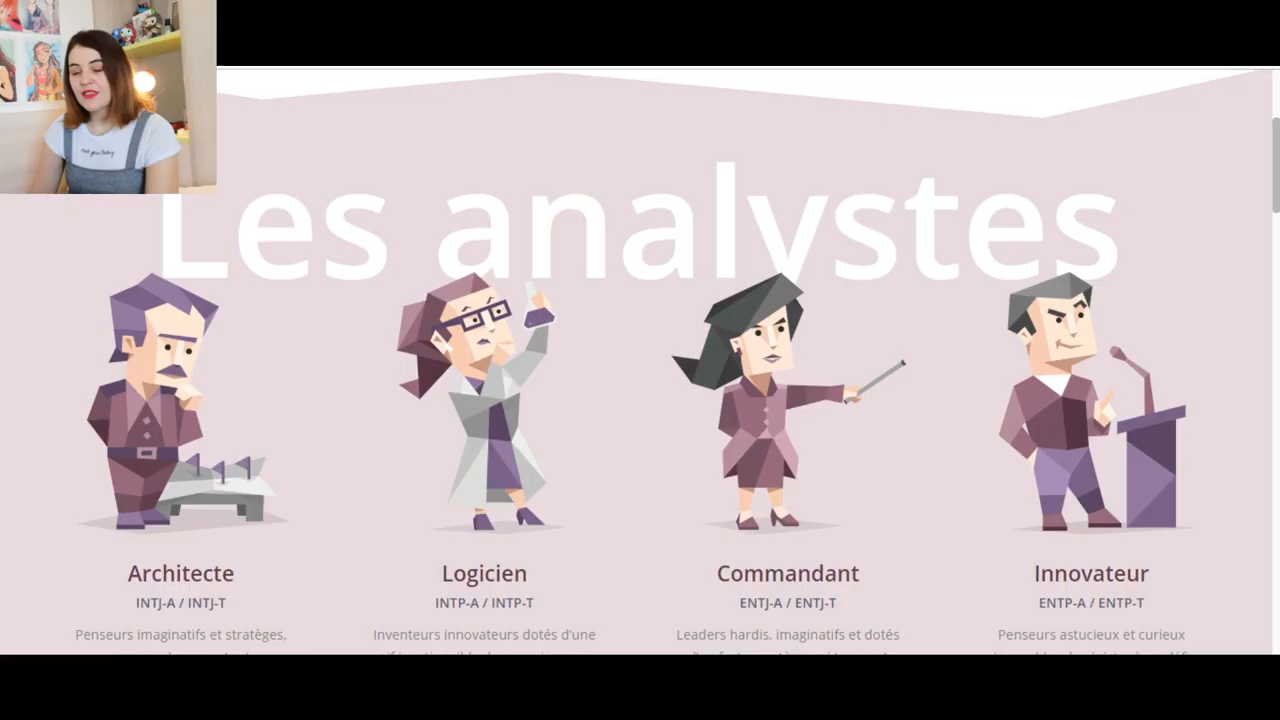 Les analystes
Architecte
INTJ-A / INTJ-T
Penseurs imaginatifs et stratèges,
Logicien
INTP-A / INTP-T
Inventeurs innovateurs dotés d'une
Commandant
ENTJ-A / ENTJ-T
Leaders hardis, imaginatifs et dotés
Innovateur
ENTP-A / ENTP-T
Penseurs astucieux et curieux